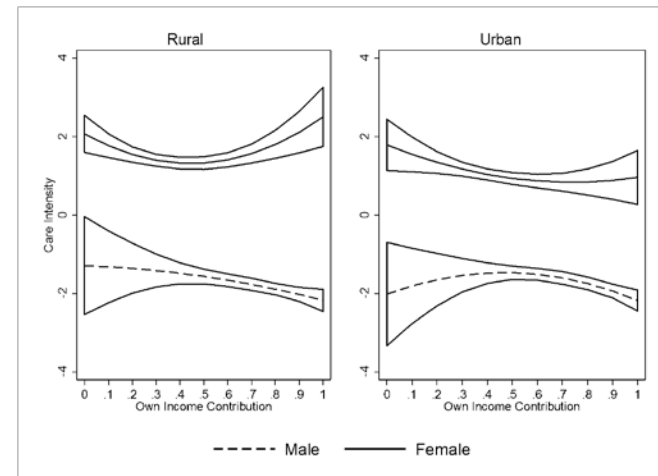 Rural
Urban
4
2
0
-2
-4
Care Intensity
0 .1 .2 .3 .4 .5 .6 .7 .8 .9 1
Own Income Contribution
4
2
0
-2
-4
0 .1 .2 .3 .4 .5 .6 .7 .8 .9 1
Own Income Contribution
Male
Female